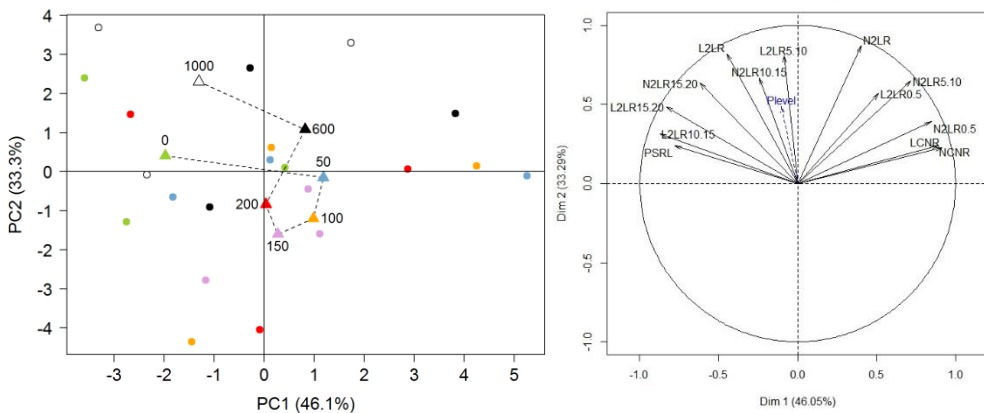 4
3
2
1
0
-1
-2
-3
-4
PC2 (33.3%)
1000
600
0
50
200
100
150
-3 -2 -1 0 1 2 3 4 5
PC1 (46.1%)
1.0
0.5
0.0
-0.5
-1.0
Dim 2 (33.29%)
N2LR
L2LR
L2LR5.10
N2LR10.15
N2LR15.20
N2LR5.10
L2LR0.5
Plevel
L2LR15.20
N2LR0.5
L2LR10.15
LCNR
PSRL
NCNR
-1.0 -0.5 0.0 0.5 1.0
Dim 1 (46.05%)